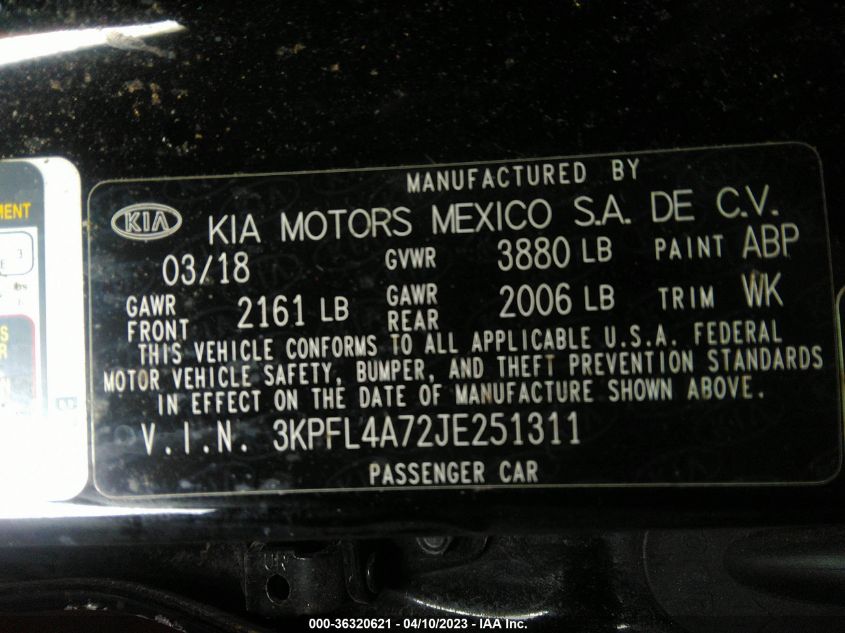 MENT
MANUFACTURED BY
KIA KIA MOTORS MEXICO S.A. DE C.V.
03/18 GVWR 3880 LB PAINT ABP
GAWR FRONT 2161 LB GAWR REAR 2006 LB TRIM WK
THIS VEHICLE CONFORMS TO ALL APPLICABLE U.S.A. FEDERAL
MOTOR VEHICLE SAFETY, BUMPER, AND THEFT PREVENTION STANDARDS
IN EFFECT ON THE DATE OF MANUFACTURE SHOWN ABOVE.
V.I.N. 3KPFL4A72JE251311
PASSENGER CAR
000-36320621 - 04/10/2023 - IAA Inc.